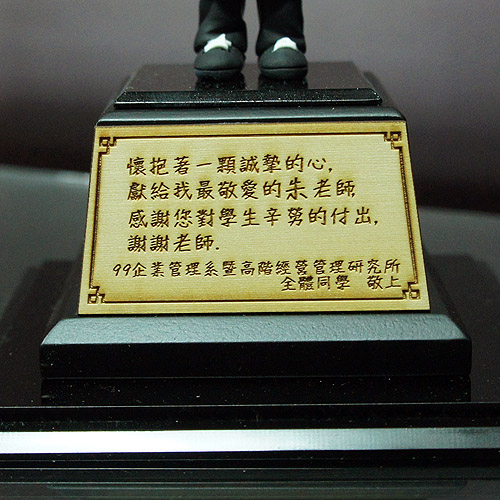 懷抱著一顆誠摯的心,
獻給我最敬愛的朱老師,
感謝您對學生辛勞的付出,
謝謝老師.
99企業管理系暨高階經營管理研究所
全體同學 敬上